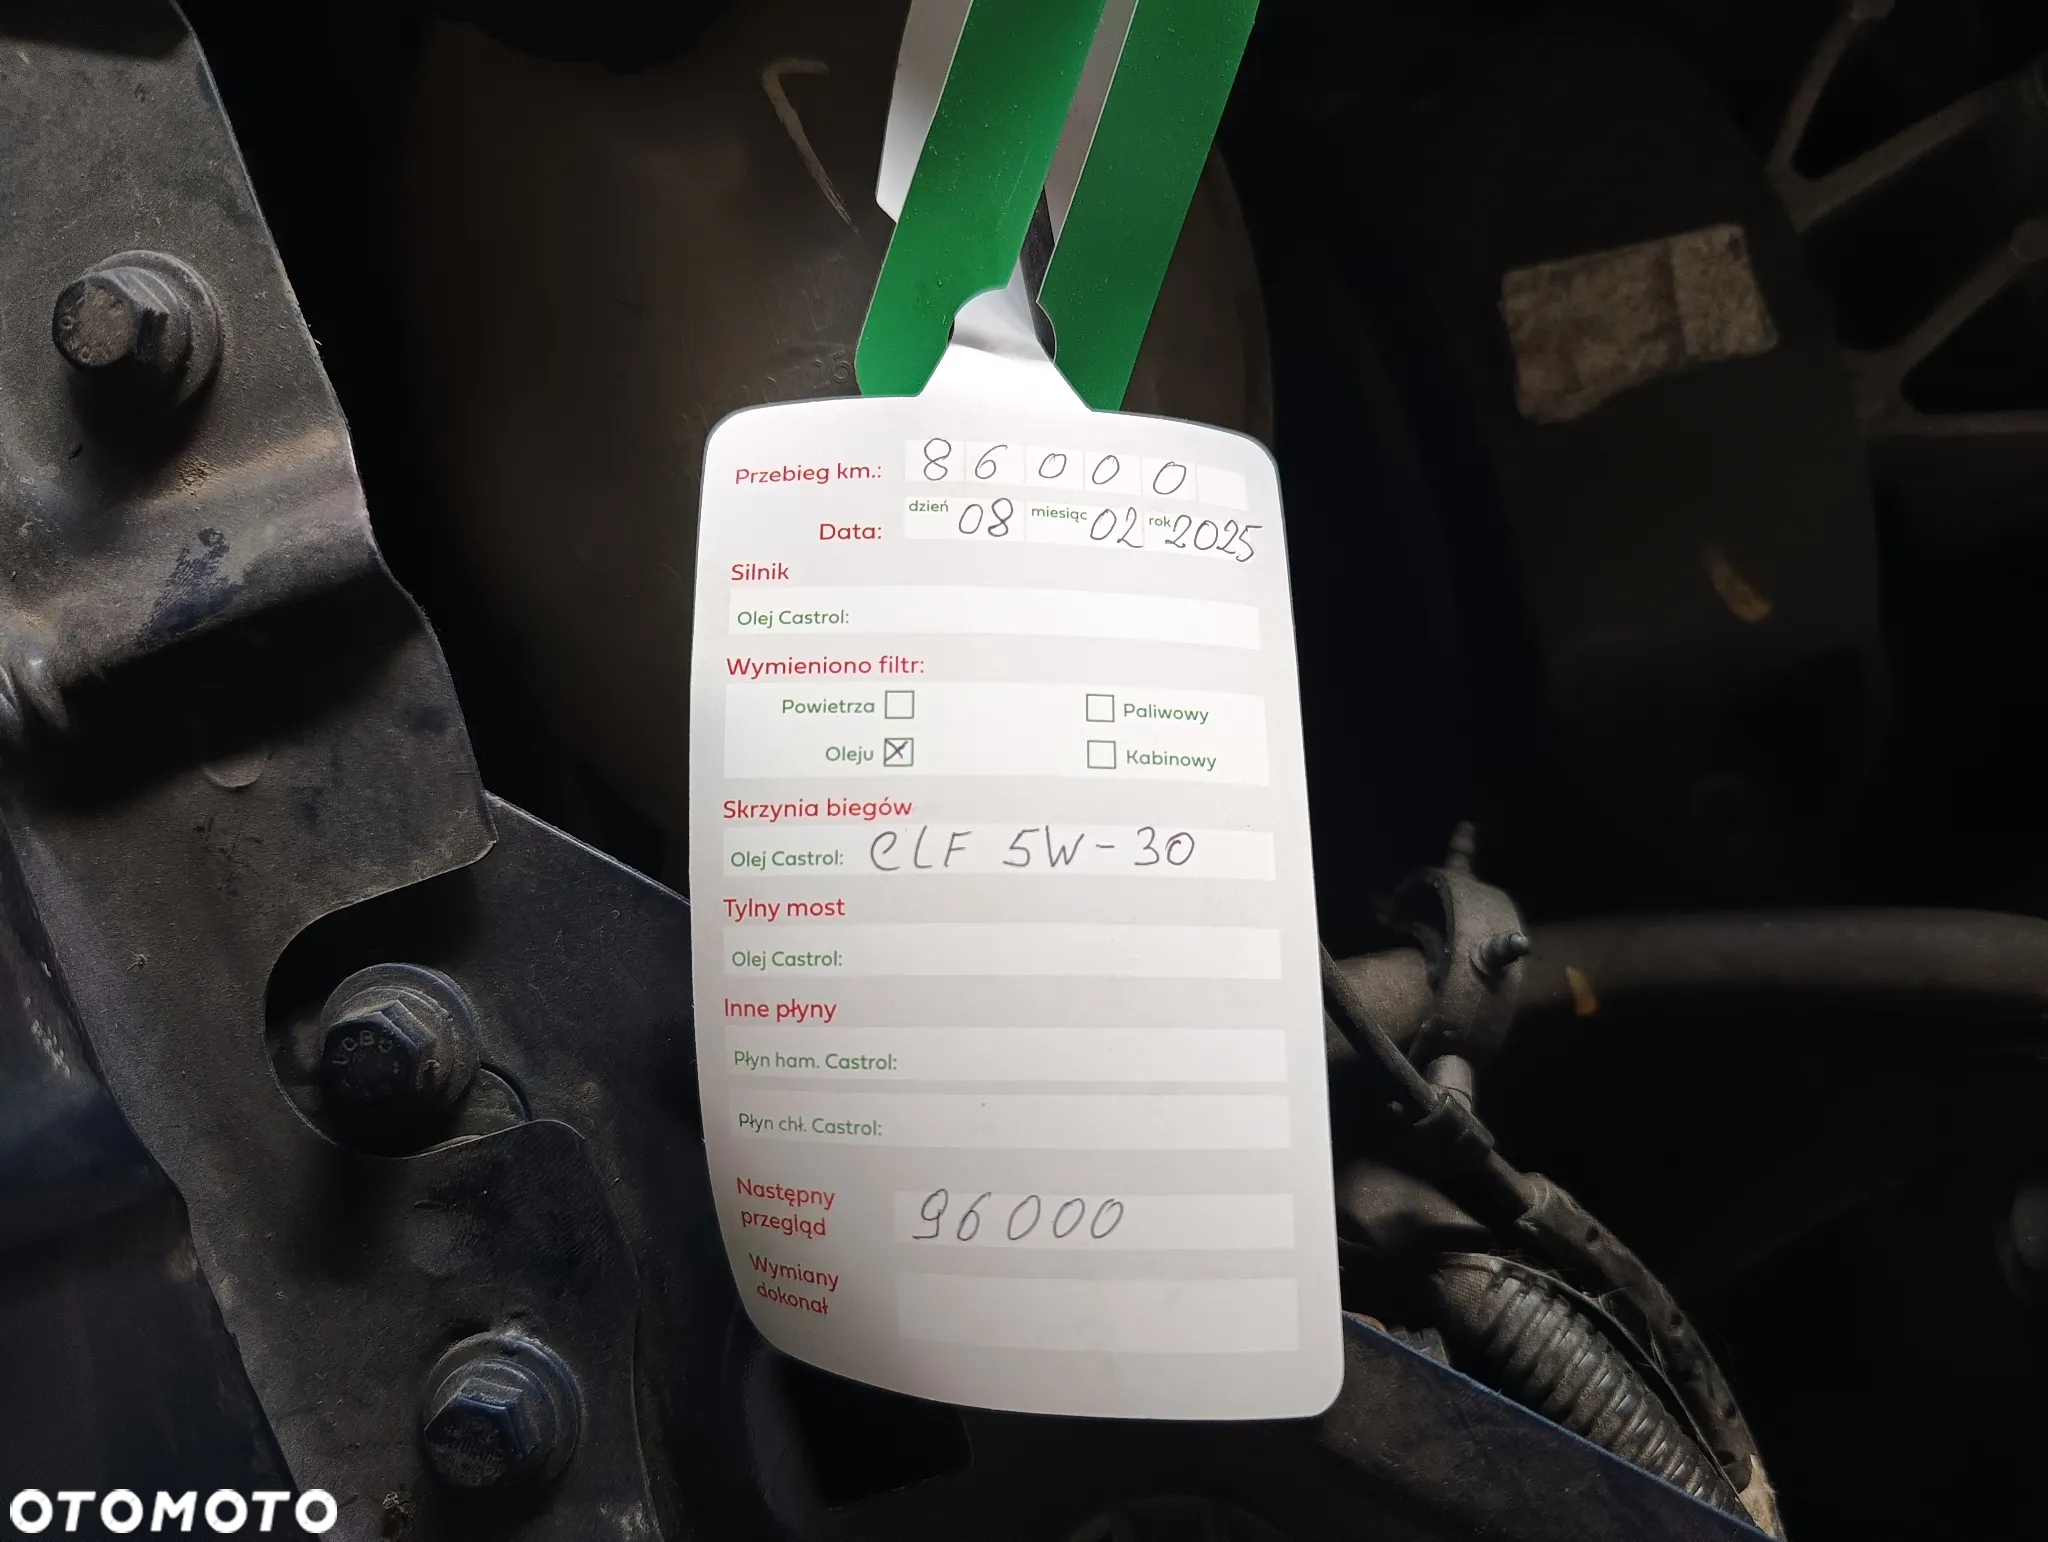 Przebieg km.: 86000
Data: dzień 08 miesiąc 02 rok 2025
Silnik
Olej Castrol:
Wymieniono filtr:
Powietrza Paliwowy
Oleju Kabinowy
Skrzynia biegów
Olej Castrol: CLF 5W-30
Tylny most
Olej Castrol:
Inne płyny
Płyn ham. Castrol:
Płyn chł. Castrol:
Następny
przegląd 96000
Wymiany
dokonał
OTOMOTO